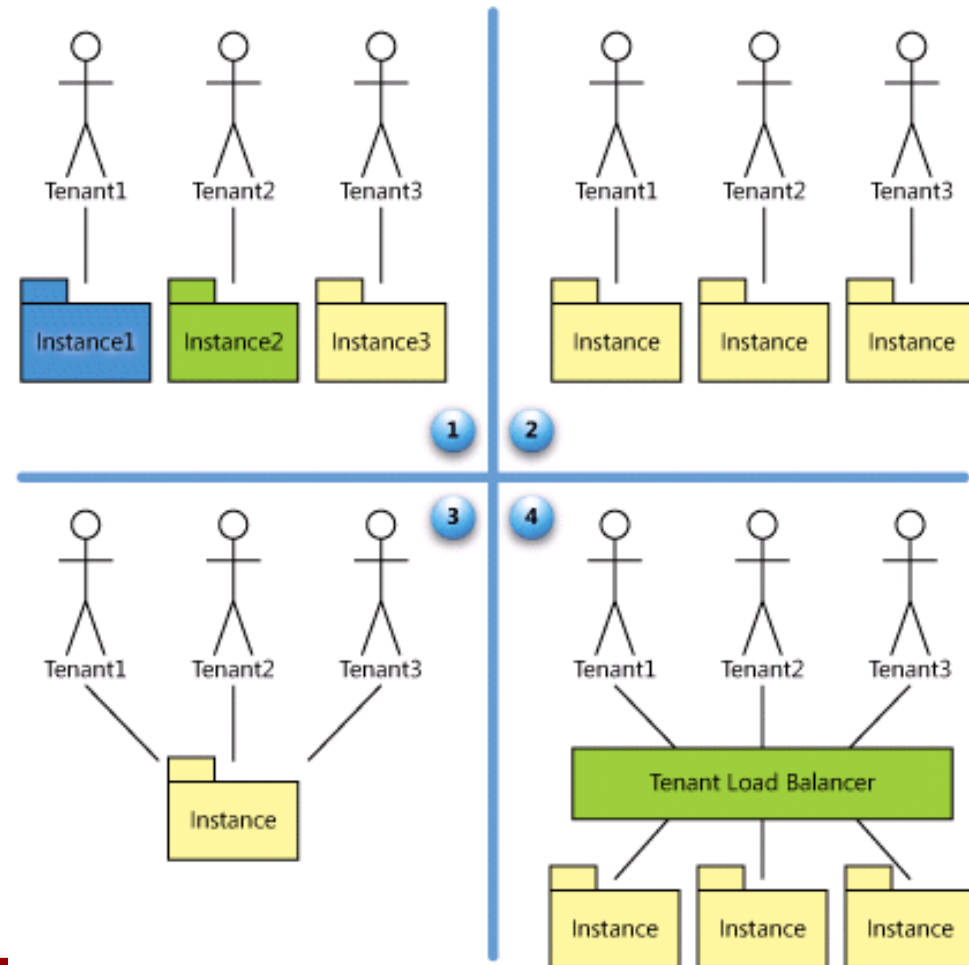 Tenant1 Tenant2 Tenant3
Instance1 Instance2 Instance3
1
Tenant1 Tenant2 Tenant3
Instance Instance Instance
2
3
Tenant1 Tenant2 Tenant3
Instance
4
Tenant1 Tenant2 Tenant3
Tenant Load Balancer
Instance Instance Instance